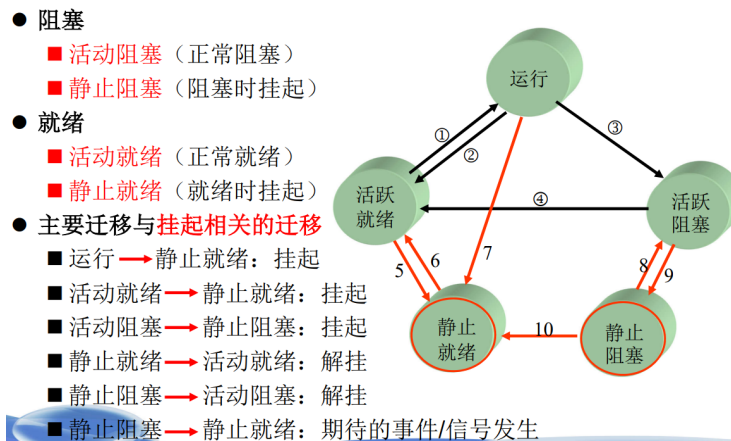 ● 阻塞
■ 活动阻塞（正常阻塞）
■ 静止阻塞（阻塞时挂起）
● 就绪
■ 活动就绪（正常就绪）
■ 静止就绪（就绪时挂起）
● 主要迁移与挂起相关的迁移
■ 运行→静止就绪：挂起
■ 活动就绪→静止就绪：挂起
■ 活动阻塞→静止阻塞：挂起
■ 静止就绪→活动就绪：解挂
■ 静止阻塞→活动阻塞：解挂
■ 静止阻塞→静止就绪：期待的事件/信号发生
运行
①
②
③
活跃
就绪
④
活跃
阻塞
5
6
7
8
9
静止
就绪
10
静止
阻塞